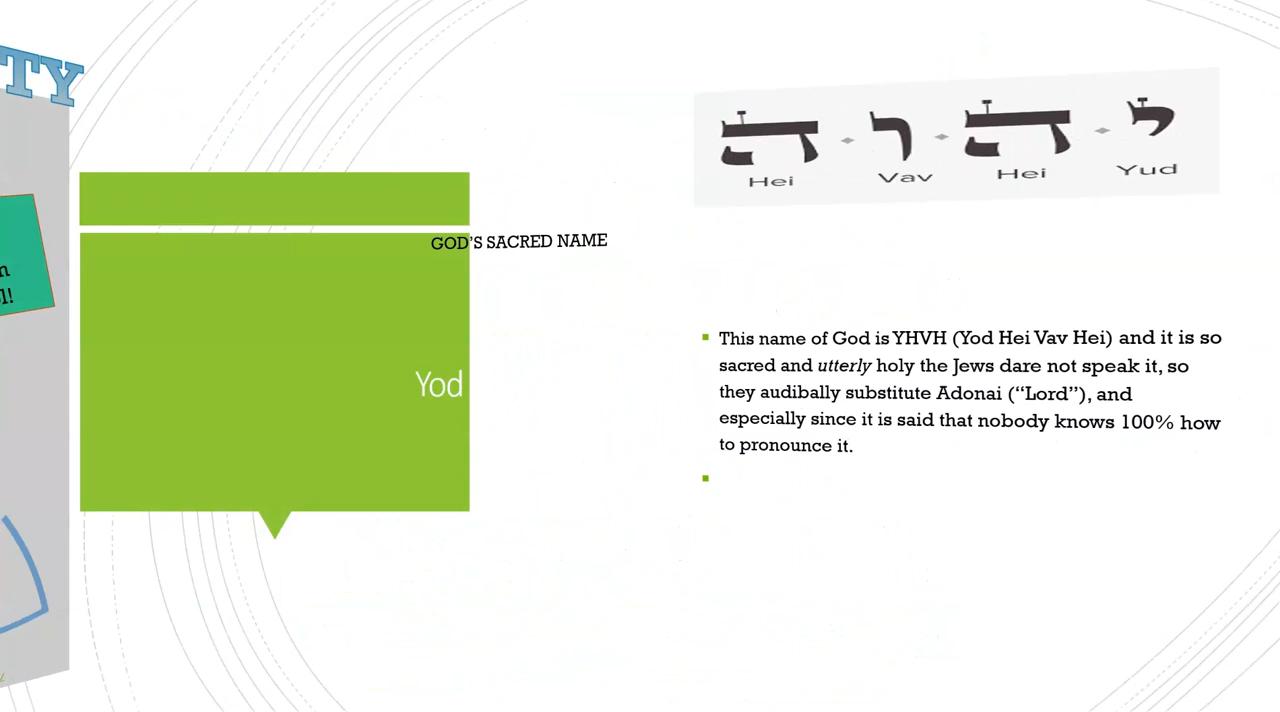 TY
n
l!
GOD'S SACRED NAME
Yod
ה ו ה י
Hei Vav Hei Yud
This name of God is YHVH (Yod Hei Vav Hei) and it is so
sacred and utterly holy the Jews dare not speak it, so
they audibally substitute Adonai (“Lord”), and
especially since it is said that nobody knows 100% how
to pronounce it.